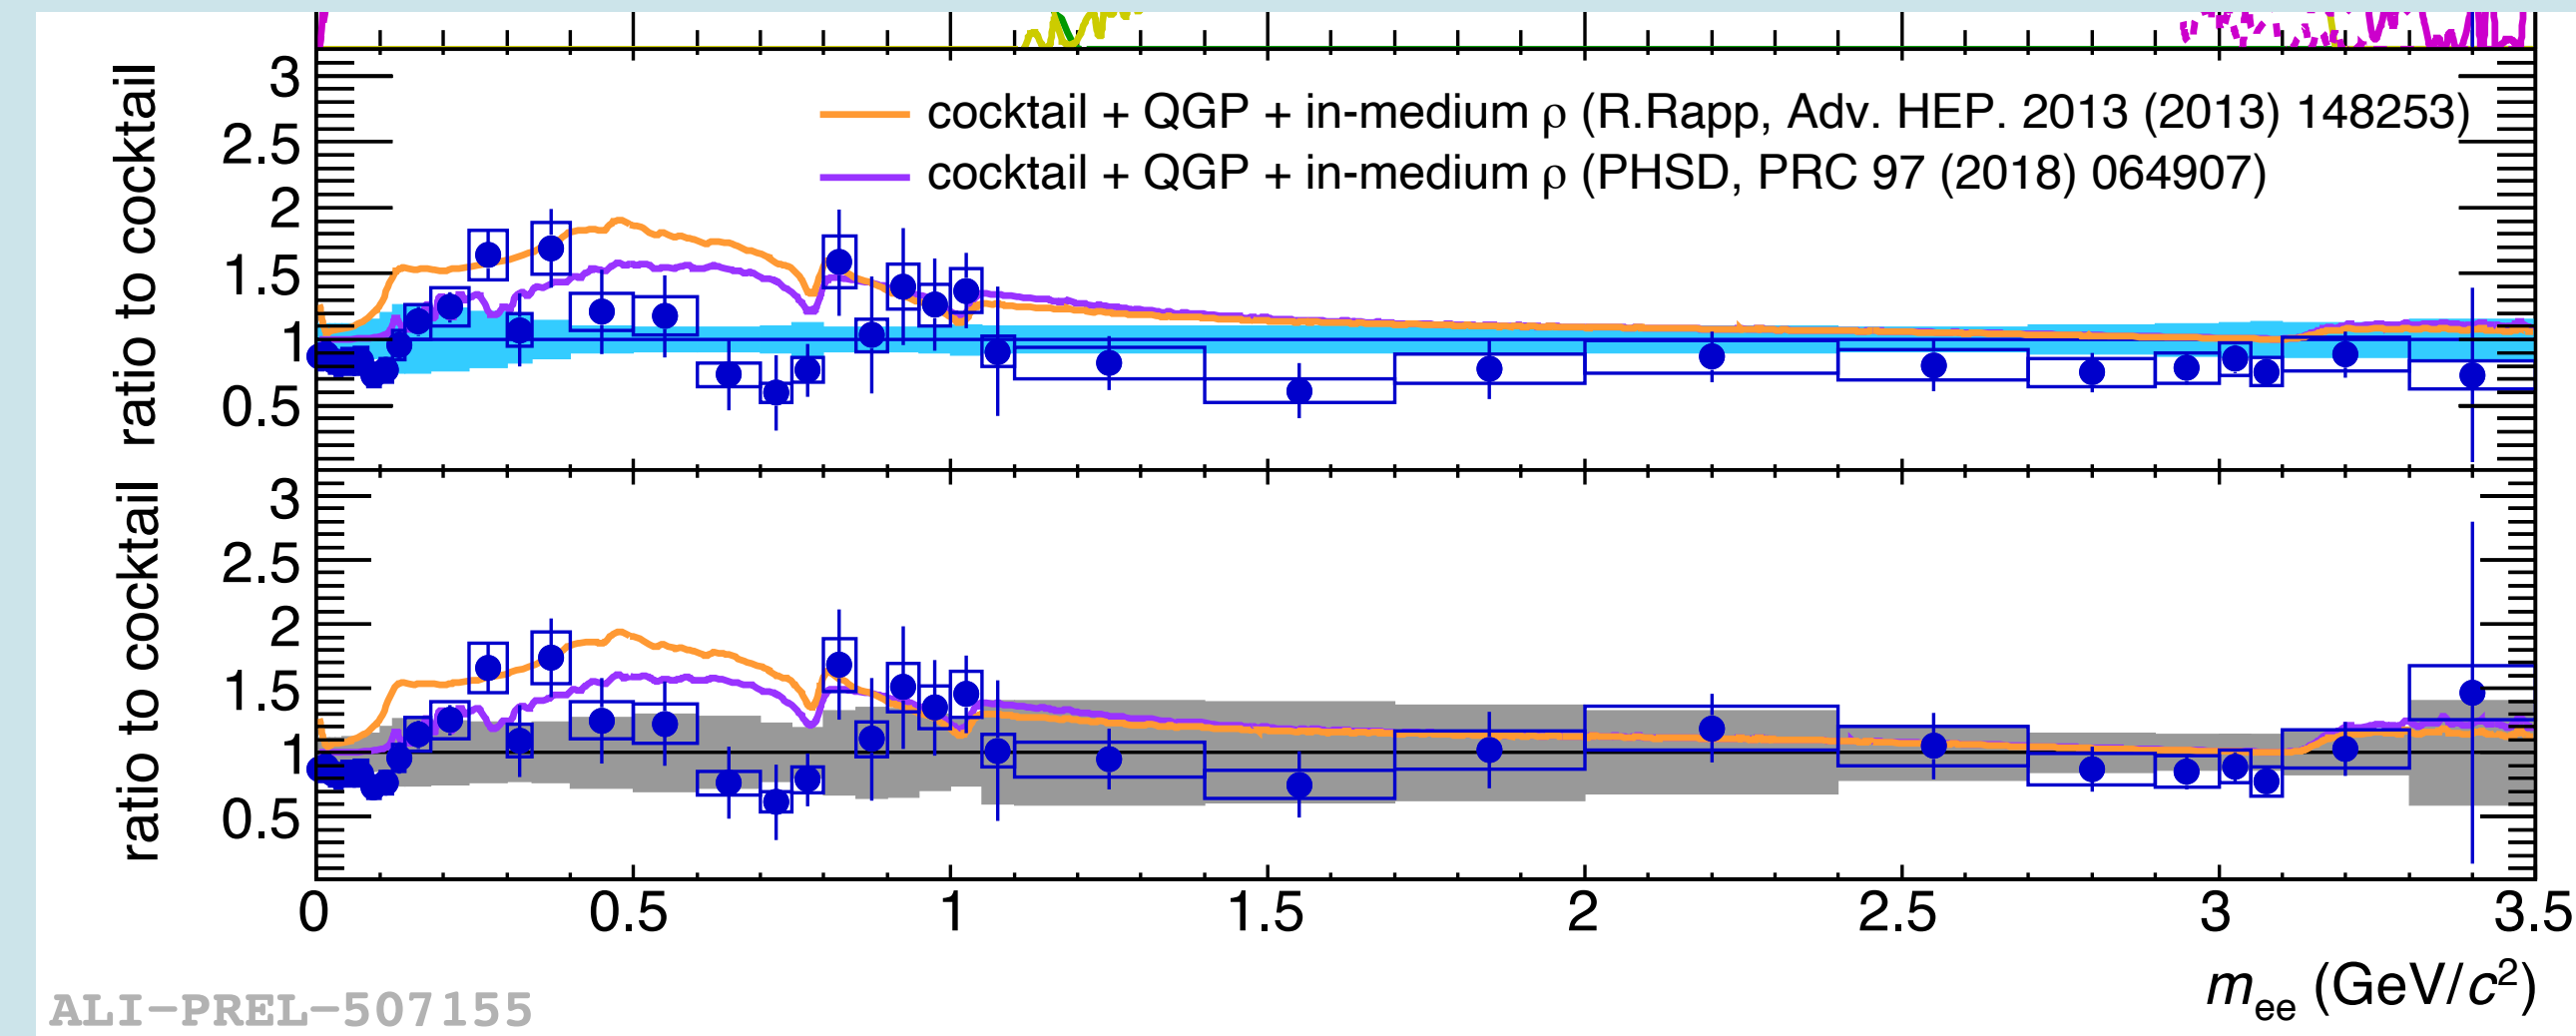 3
2.5
2
1.5
1
0.5
ratio to cocktail
cocktail + QGP + in-medium ρ (R.Rapp, Adv. HEP. 2013 (2013) 148253)
cocktail + QGP + in-medium ρ (PHSD, PRC 97 (2018) 064907)
3
2.5
2
1.5
1
0.5
ratio to cocktail
0 0.5 1 1.5 2 2.5 3 3.5
m_ee (GeV/c²)
ALI-PREL-507155